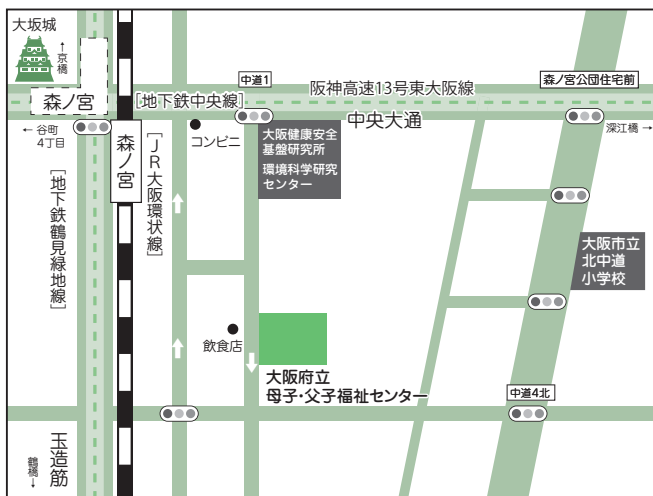 大坂城
↑京橋
森ノ宮
← 谷町
4丁目
[地下鉄中央線]
中道1
阪神高速13号東大阪線
森ノ宮公団住宅前
中央大通
深江橋 →
森ノ宮
[JR大阪環状線]
コンビニ
大阪健康安全
基盤研究所
環境科学研究
センター
[地下鉄鶴見緑地線]
大阪市立
北中道
小学校
飲食店
大阪府立
母子・父子福祉センター
中道4北
玉造筋
鶴橋→